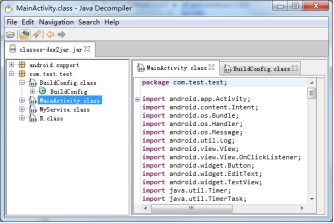 MainActivity.class - Java Decompiler
File Edit Navigation Search Help
classes-dex2jar.jar
android.support
com.test.test
BuildConfig.class
BuildConfig
MainActivity.class
MyService.class
R.class
MainActivity.class
BuildConfig.class
package com.test.test;
import android.app.Activity;
import android.content.Intent;
import android.os.Bundle;
import android.os.Handler;
import android.os.Message;
import android.util.Log;
import android.view.View;
import android.view.View.OnClickListener;
import android.widget.Button;
import android.widget.EditText;
import android.widget.TextView;
import java.util.Timer;
import java.util.TimerTask;